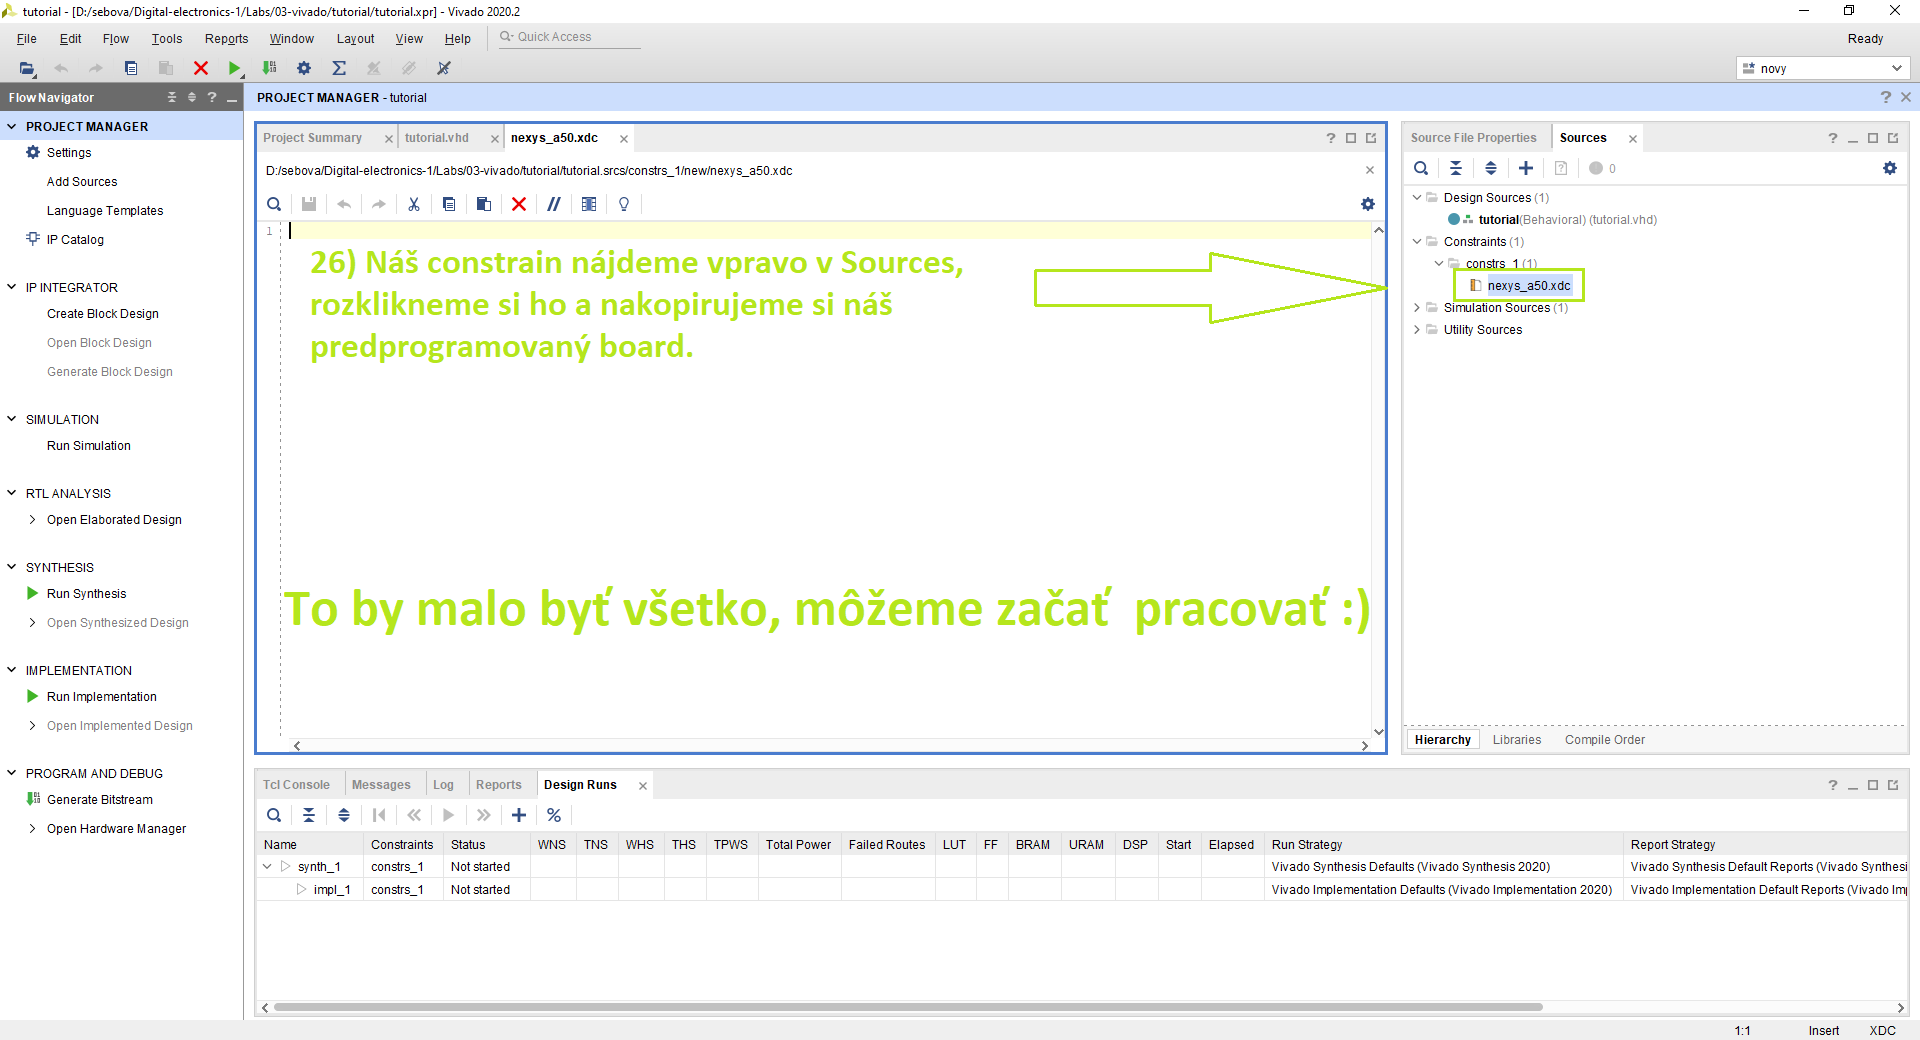 tutorial - [D:/sebova/Digital-electronics-1/Labs/03-vivado/tutorial/tutorial.xpr] - Vivado 2020.2
File Edit Flow Tools Reports Window Layout View Help Quick Access Ready
novy
Flow Navigator
PROJECT MANAGER - tutorial
PROJECT MANAGER
Settings
Add Sources
Language Templates
IP Catalog
IP INTEGRATOR
Create Block Design
Open Block Design
Generate Block Design
SIMULATION
Run Simulation
RTL ANALYSIS
Open Elaborated Design
SYNTHESIS
Run Synthesis
Open Synthesized Design
IMPLEMENTATION
Run Implementation
Open Implemented Design
PROGRAM AND DEBUG
Generate Bitstream
Open Hardware Manager
Project Summary tutorial.vhd nexys_a50.xdc
D:/sebova/Digital-electronics-1/Labs/03-vivado/tutorial/tutorial.srcs/constrs_1/new/nexys_a50.xdc
1
26) Náš constrain nájdeme vpravo v Sources,
rozklikneme si ho a nakopirujeme si náš
predprogramovaný board.
To by malo byť všetko, môžeme začať pracovať :)
Source File Properties Sources
0
Design Sources (1)
tutorial(Behavioral) (tutorial.vhd)
Constraints (1)
constrs_1 (1)
nexys_a50.xdc
Simulation Sources (1)
Utility Sources
Hierarchy Libraries Compile Order
Tcl Console Messages Log Reports Design Runs
Name Constraints Status WNS TNS WHS THS TPWS Total Power Failed Routes LUT FF BRAM URAM DSP Start Elapsed Run Strategy Report Strategy
synth_1 constrs_1 Not started Vivado Synthesis Defaults (Vivado Synthesis 2020) Vivado Synthesis Default Reports (Vivado Synthesi
impl_1 constrs_1 Not started Vivado Implementation Defaults (Vivado Implementation 2020) Vivado Implementation Default Reports (Vivado Im
1:1 Insert XDC